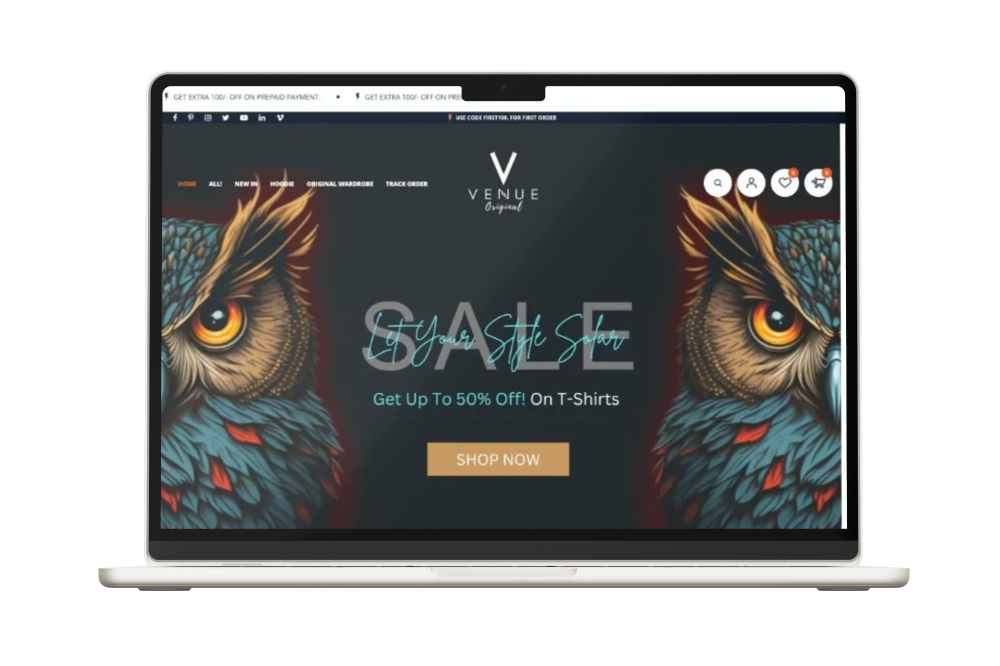 GET EXTRA 100/- OFF ON PREPAID PAYMENT.. • GET EXTRA 100/- OFF ON PRE
USE CODE FIRST100. FOR FIRST ORDER
HOME ALL! NEW IN HOODIE ORIGINAL WARDROBE TRACK ORDER
V
VENUE
Original
0 0
SALE
Let Your Style Solar
Get Up To 50% Off! On T-Shirts
SHOP NOW